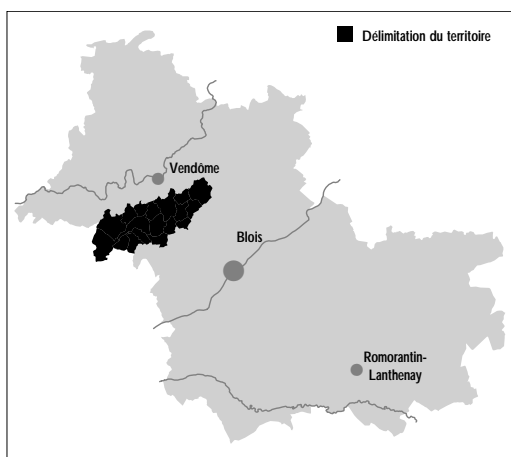 Délimitation du territoire
Vendôme
Blois
Romorantin-
Lanthenay